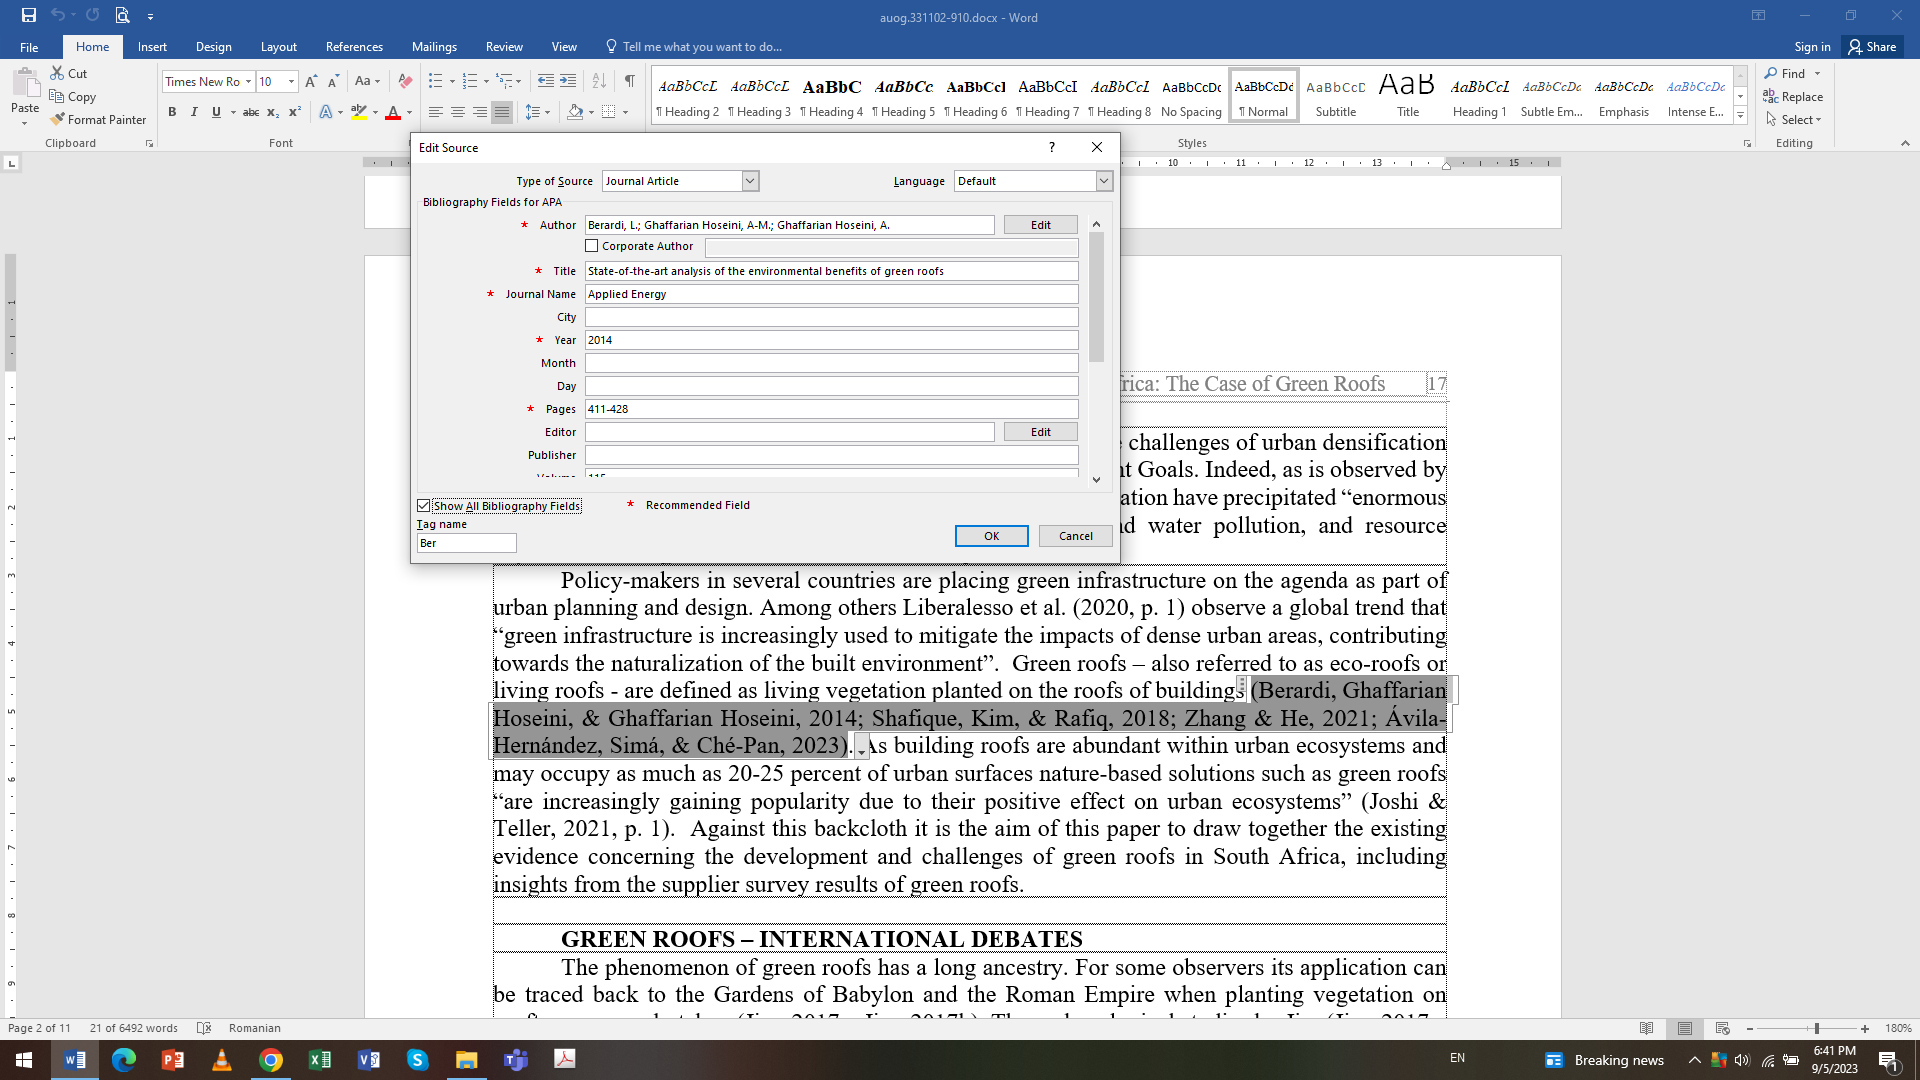 auog.331102-910.docx - Word
File Home Insert Design Layout References Mailings Review View Tell me what you want to do... Sign in Share
Paste Cut Copy Format Painter
Times New Ro 10
AaBbCcL AaBbCcL AaBbC AaBbCc AaBbCcI AaBbCcI AaBbCcI AaBbCcDc AaBbCcDd AaBbCcD AaB AaBbCcI AaBbCcDc AaBbCcDc AaBbCcDc
¶ Heading 2 ¶ Heading 3 ¶ Heading 4 ¶ Heading 5 ¶ Heading 6 ¶ Heading 7 ¶ Heading 8 No Spacing ¶ Normal Subtitle Title Heading 1 Subtle Em... Emphasis Intense E...
Find
Replace
Select
Clipboard Font Styles Editing
10 11 12 13 15
Edit Source
Type of Source Journal Article Language Default
Bibliography Fields for APA
* Author Berardi, L.; Ghaffarian Hoseini, A-M.; Ghaffarian Hoseini, A. Edit
Corporate Author
* Title State-of-the-art analysis of the environmental benefits of green roofs
* Journal Name Applied Energy
City
* Year 2014
Month
Day
* Pages 411-428
Editor Edit
Publisher
Volume 115
Show All Bibliography Fields * Recommended Field
Tag name
Ber
OK Cancel
frica: The Case of Green Roofs 17
challenges of urban densification
nt Goals. Indeed, as is observed by
ation have precipitated “enormous
d water pollution, and resource
Policy-makers in several countries are placing green infrastructure on the agenda as part of
urban planning and design. Among others Liberalesso et al. (2020, p. 1) observe a global trend that
“green infrastructure is increasingly used to mitigate the impacts of dense urban areas, contributing
towards the naturalization of the built environment”. Green roofs – also referred to as eco-roofs or
living roofs - are defined as living vegetation planted on the roofs of buildings (Berardi, Ghaffarian
Hoseini, & Ghaffarian Hoseini, 2014; Shafique, Kim, & Rafiq, 2018; Zhang & He, 2021; Ávila-
Hernández, Simá, & Ché-Pan, 2023). As building roofs are abundant within urban ecosystems and
may occupy as much as 20-25 percent of urban surfaces nature-based solutions such as green roofs
“are increasingly gaining popularity due to their positive effect on urban ecosystems” (Joshi &
Teller, 2021, p. 1). Against this backcloth it is the aim of this paper to draw together the existing
evidence concerning the development and challenges of green roofs in South Africa, including
insights from the supplier survey results of green roofs.
GREEN ROOFS – INTERNATIONAL DEBATES
The phenomenon of green roofs has a long ancestry. For some observers its application can
be traced back to the Gardens of Babylon and the Roman Empire when planting vegetation on
Page 2 of 11 21 of 6492 words Romanian 180%
EN Breaking news 6:41 PM
9/5/2023